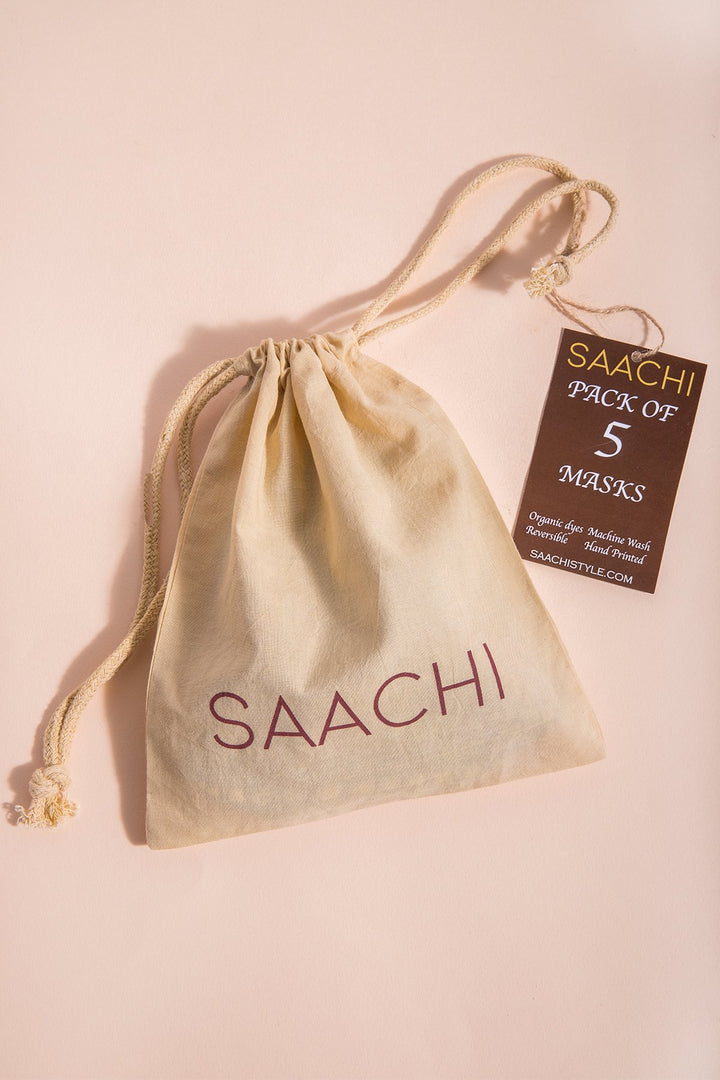 SAACHI
PACK OF
5
MASKS
Organic dyes Machine Wash
Reversible Hand Printed
SAACHISTYLE.COM
SAACHI